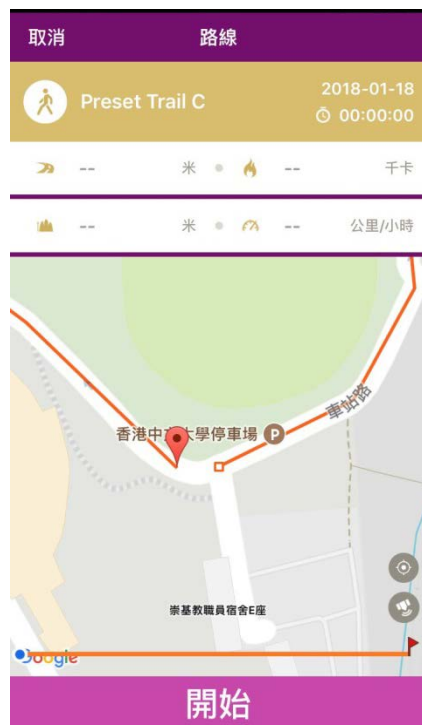 取消
路線
Preset Trail C
2018-01-18
00:00:00
-- 米
-- 千卡
-- 米
-- 公里/小時
車站路
香港中文大學停車場 P
崇基教職員宿舍E座
Google
開始